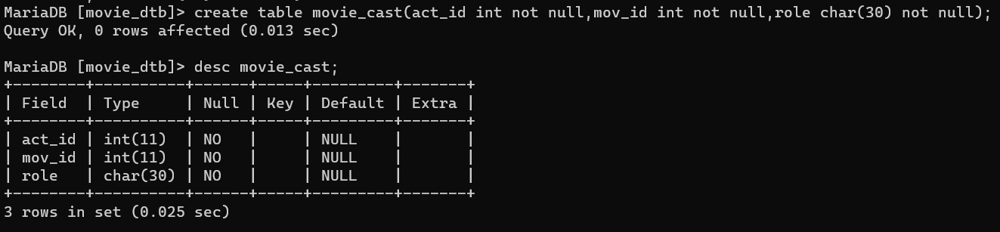 MariaDB [movie_dtb]> create table movie_cast(act_id int not null,mov_id int not null,role char(30) not null);
Query OK, 0 rows affected (0.013 sec)

MariaDB [movie_dtb]> desc movie_cast;
+--------+----------+------+-----+---------+-------+
| Field  | Type     | Null | Key | Default | Extra |
+--------+----------+------+-----+---------+-------+
| act_id | int(11)  | NO   |     | NULL    |       |
| mov_id | int(11)  | NO   |     | NULL    |       |
| role   | char(30) | NO   |     | NULL    |       |
+--------+----------+------+-----+---------+-------+
3 rows in set (0.025 sec)